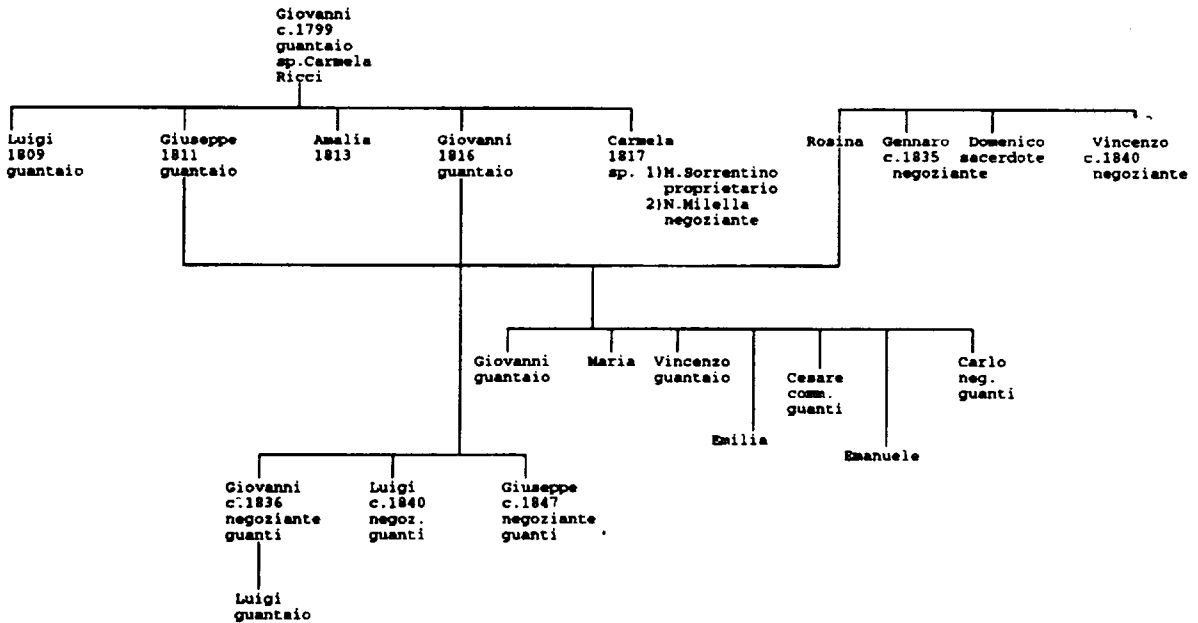 Giovanni
c.1799
guantaio
sp.Carmela
Ricci
Luigi
1809
guantaio
Giuseppe
1811
guantaio
Amalia
1813
Giovanni
1816
guantaio
Carmela
1817
sp. 1)M.Sorrentino
proprietario
2)N.Milella
negoziante
Rosina
Gennaro
c.1835
negoziante
Domenico
sacerdote
Vincenzo
c.1840
negoziante
Giovanni
guantaio
Maria
Vincenzo
guantaio
Emilia
Cesare
comm.
guanti
Emanuele
Carlo
neg.
guanti
Giovanni
c.1836
negoziante
guanti
Luigi
c.1840
negoz.
guanti
Giuseppe
c.1847
negoziante
guanti
Luigi
guantaio